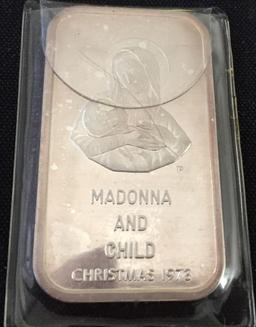 MADONNA
AND
CHILD
CHRISTMAS 1973